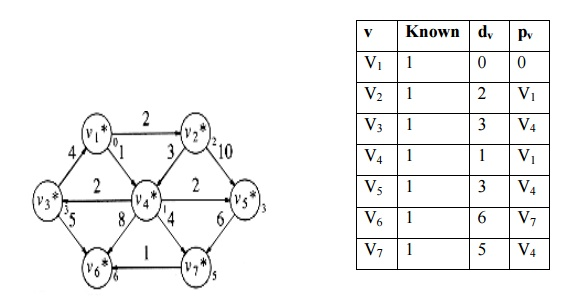 2
v₁* 0
v₂* 2
4 1 3 10
2 2
v₃* 3
v₄* 1
v₅* 3
5 8 4 6
1
v₆* 6
v₇* 5
v Known dᵥ pᵥ
V₁ 1 0 0
V₂ 1 2 V₁
V₃ 1 3 V₄
V₄ 1 1 V₁
V₅ 1 3 V₄
V₆ 1 6 V₇
V₇ 1 5 V₄